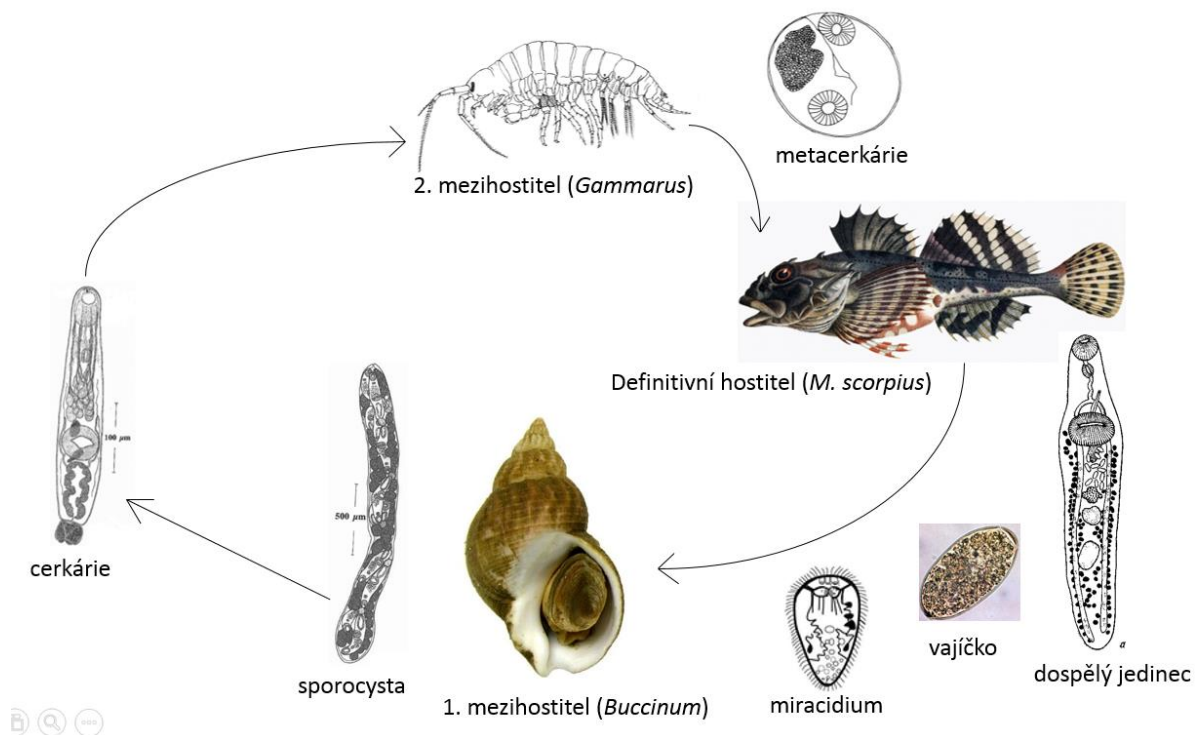 metacerkárie
2. mezihostitel (Gammarus)
Definitivní hostitel (M. scorpius)
100 µm
500 µm
cerkárie
sporocysta
1. mezihostitel (Buccinum)
miracidium
vajíčko
a
dospělý jedinec